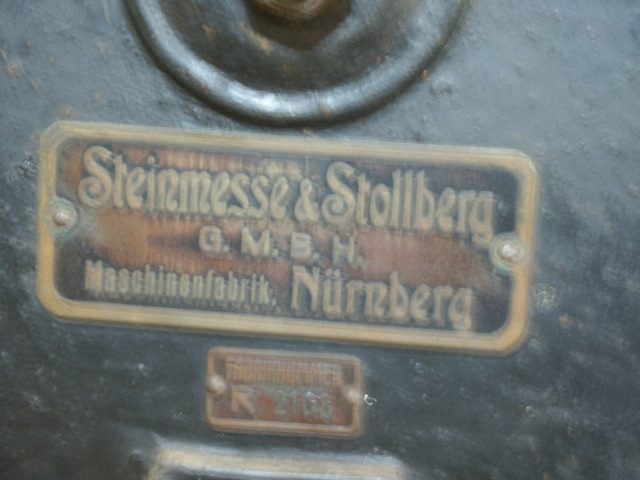 Steinmesse & Stollberg
G. M. B. H.
Maschinenfabrik, Nürnberg
R